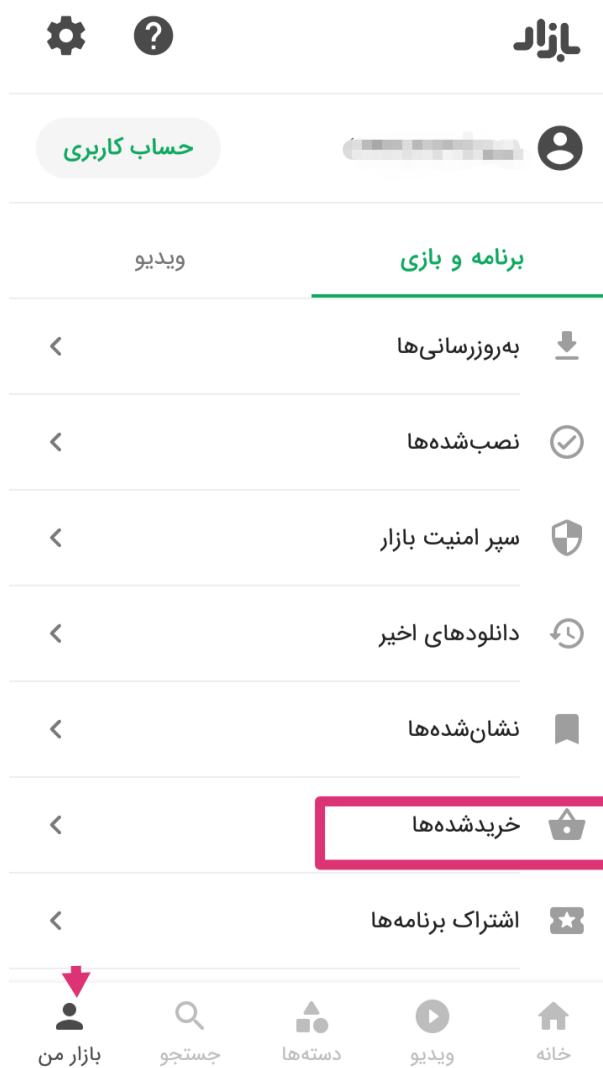 بازار
حساب کاربری
برنامه و بازی
ویدیو
به‌روزرسانی‌ها
نصب‌شده‌ها
سپر امنیت بازار
دانلودهای اخیر
نشان‌شده‌ها
خریدشده‌ها
اشتراک برنامه‌ها
خانه
ویدیو
دسته‌ها
جستجو
بازار من